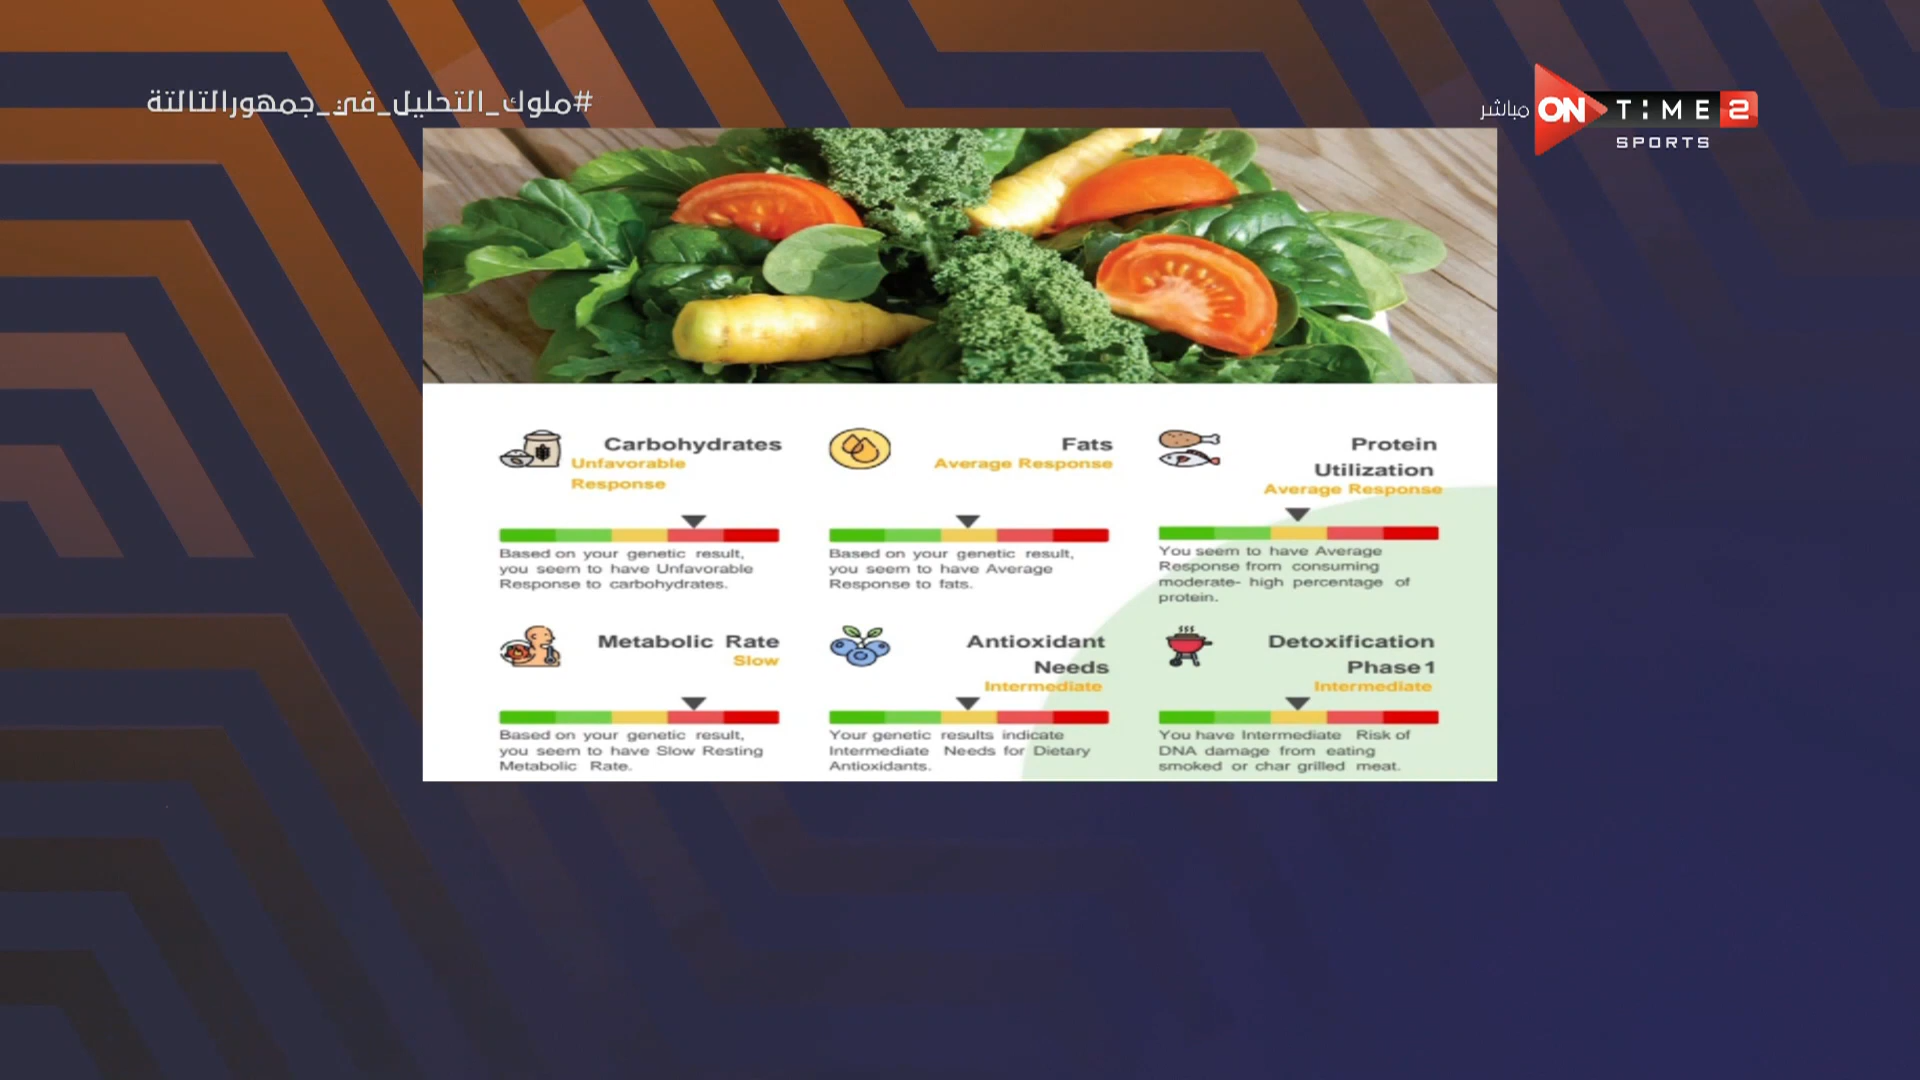 #ملوك_التحليل_في_جمهورالتالتة
مباشر
ON TIME 2
SPORTS
Carbohydrates
Unfavorable
Response
Based on your genetic result,
you seem to have Unfavorable
Response to carbohydrates.
Fats
Average Response
Based on your genetic result,
you seem to have Average
Response to fats.
Protein
Utilization
Average Response
You seem to have Average
Response from consuming
moderate- high percentage of
protein.
Metabolic Rate
Slow
Based on your genetic result,
you seem to have Slow Resting
Metabolic Rate.
Antioxidant
Needs
Intermediate
Your genetic results indicate
Intermediate Needs for Dietary
Antioxidants.
Detoxification
Phase 1
Intermediate
You have Intermediate Risk of
DNA damage from eating
smoked or char grilled meat.